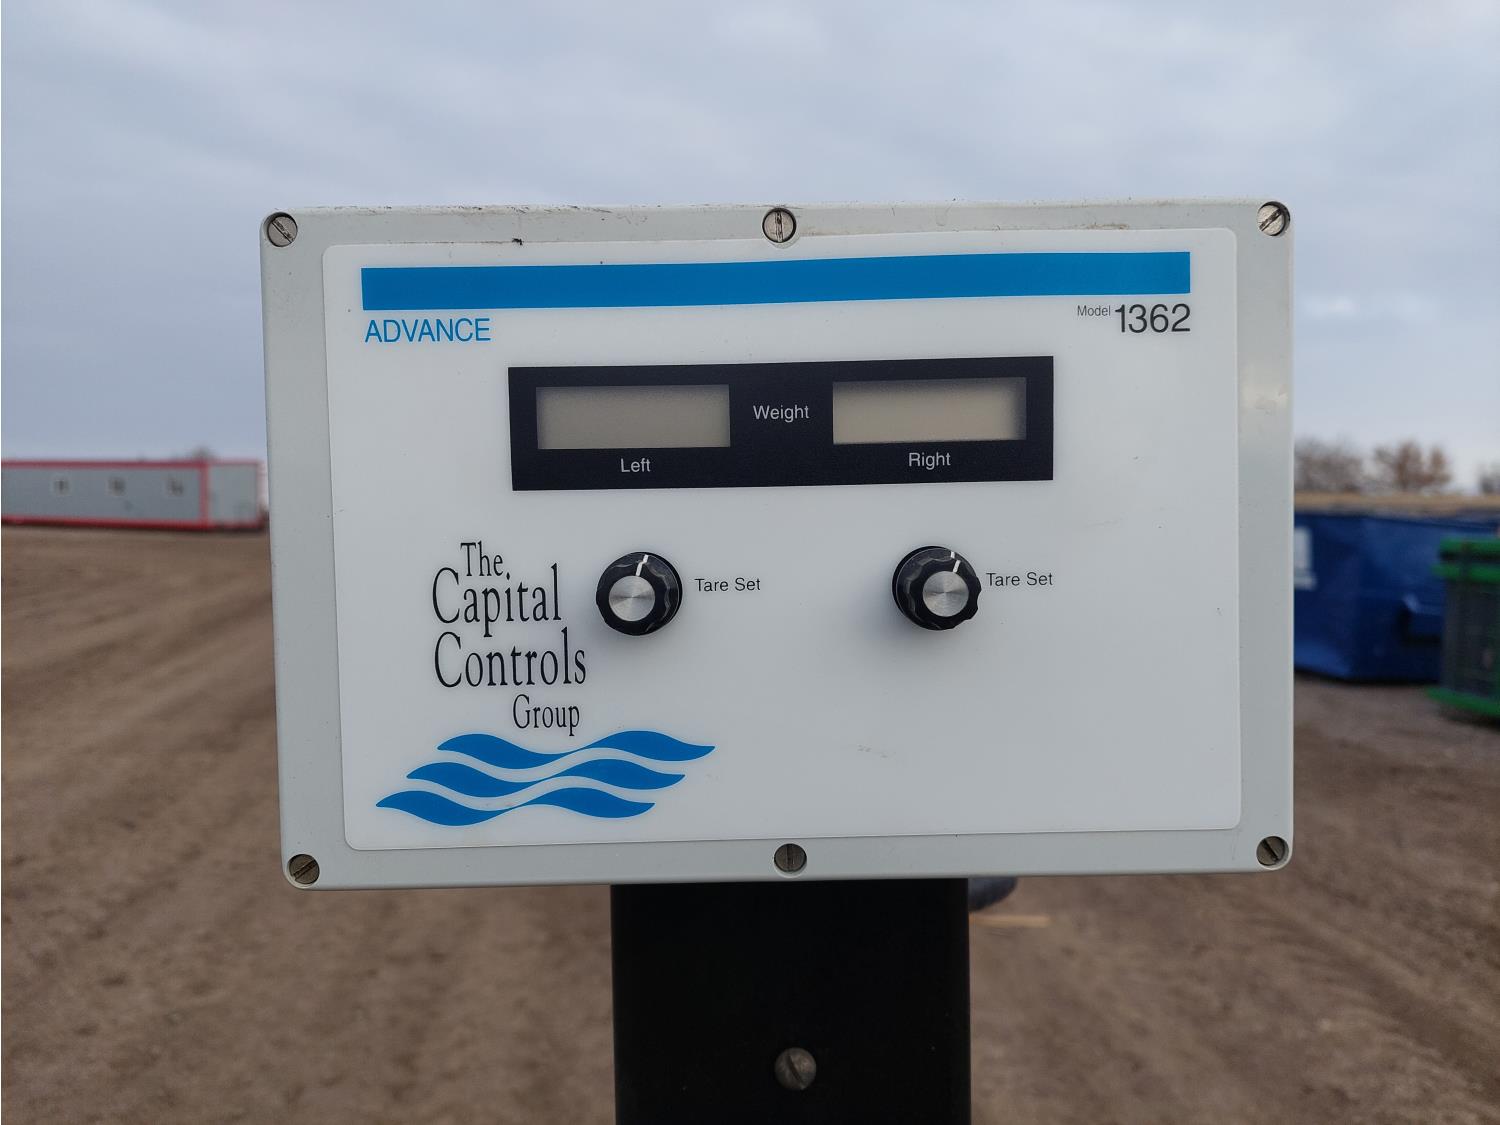 ADVANCE
Model 1362
Weight
Left
Right
The
Capital
Controls
Group
Tare Set
Tare Set